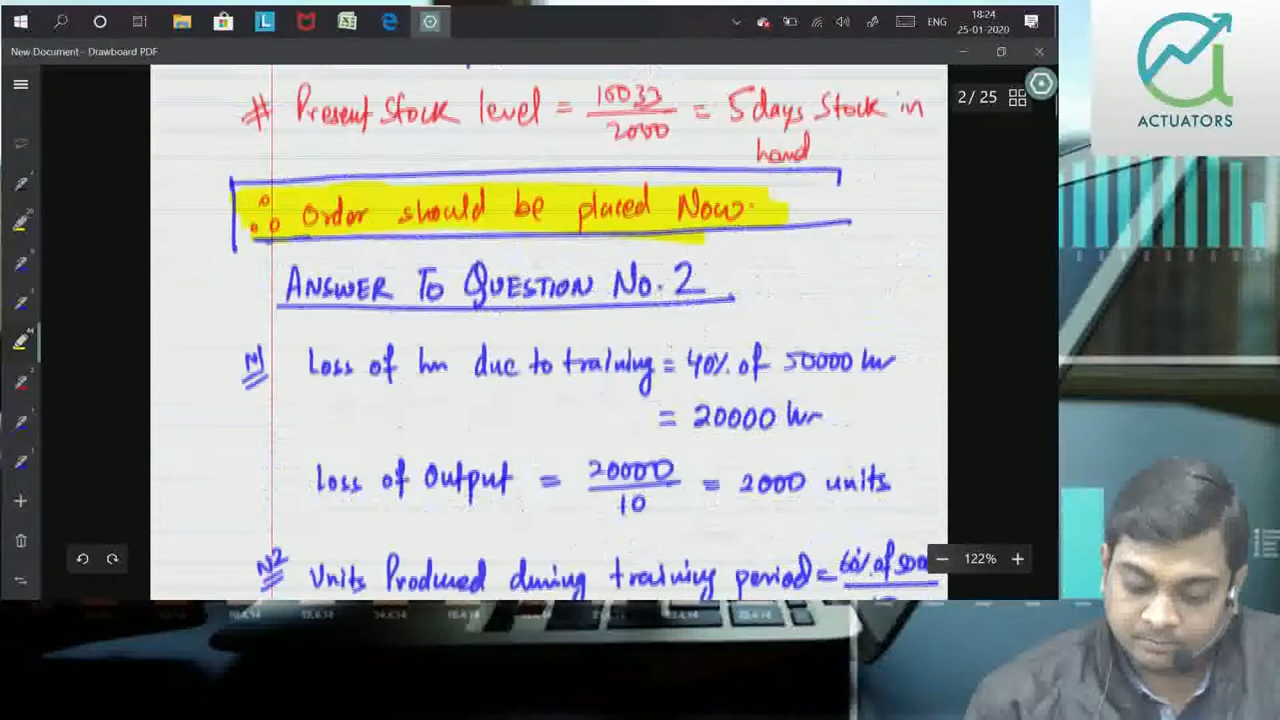 18:24
ENG
25-01-2020
New Document - Drawboard PDF
2 / 25
ACTUATORS
# Present Stock level = 10033/2000 = 5 days Stock in
hand
∴ Order should be placed Now.
ANSWER TO QUESTION NO. 2
N1 Loss of hrs due to training = 40% of 50000 hr
= 20000 hr
Loss of Output = 20000/10 = 2000 units
N2 Units Produced during training period = 60% of
122%